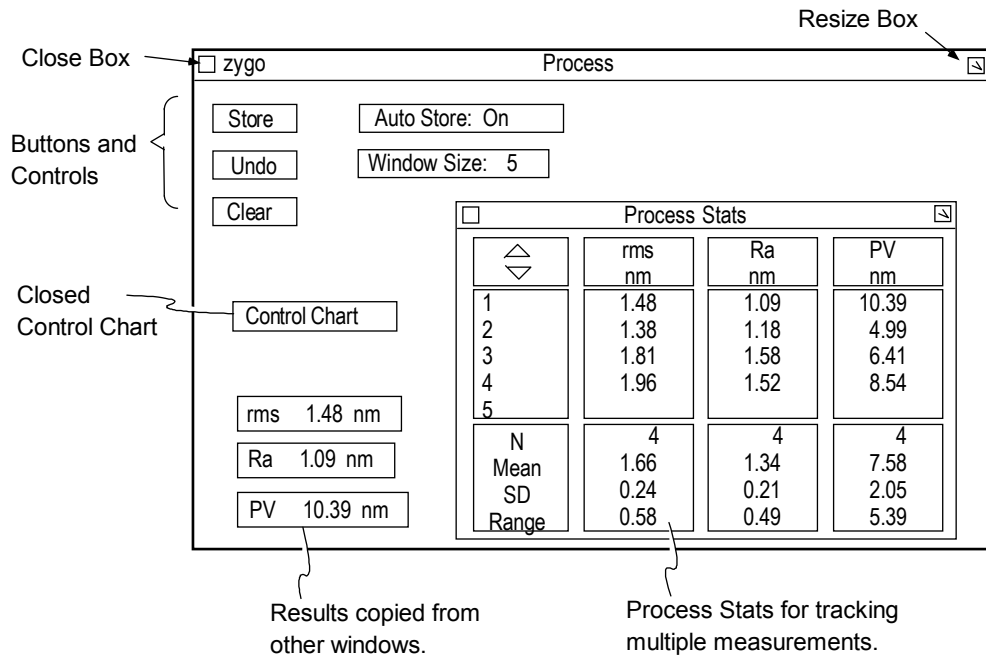 Resize Box
Close Box
zygo Process
Buttons and
Controls
Store Auto Store: On
Undo Window Size: 5
Clear
Process Stats
rms Ra PV
nm nm nm
1 1.48 1.09 10.39
2 1.38 1.18 4.99
3 1.81 1.58 6.41
4 1.96 1.52 8.54
5
N 4 4 4
Mean 1.66 1.34 7.58
SD 0.24 0.21 2.05
Range 0.58 0.49 5.39
Closed
Control Chart
Control Chart
rms 1.48 nm
Ra 1.09 nm
PV 10.39 nm
Results copied from
other windows.
Process Stats for tracking
multiple measurements.